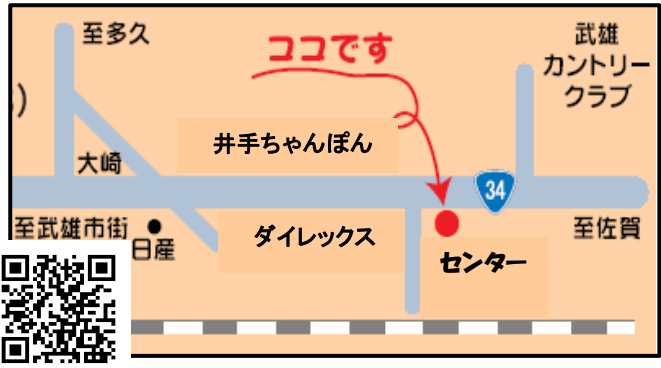 至多久
ココです
武雄
カントリー
クラブ
)
井手ちゃんぽん
大崎
34
至武雄市街
日産
ダイレックス
至佐賀
センター